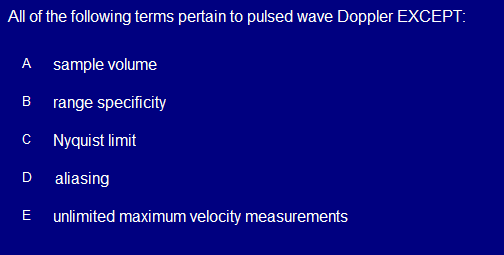 All of the following terms pertain to pulsed wave Doppler EXCEPT:
A sample volume
B range specificity
C Nyquist limit
D aliasing
E unlimited maximum velocity measurements